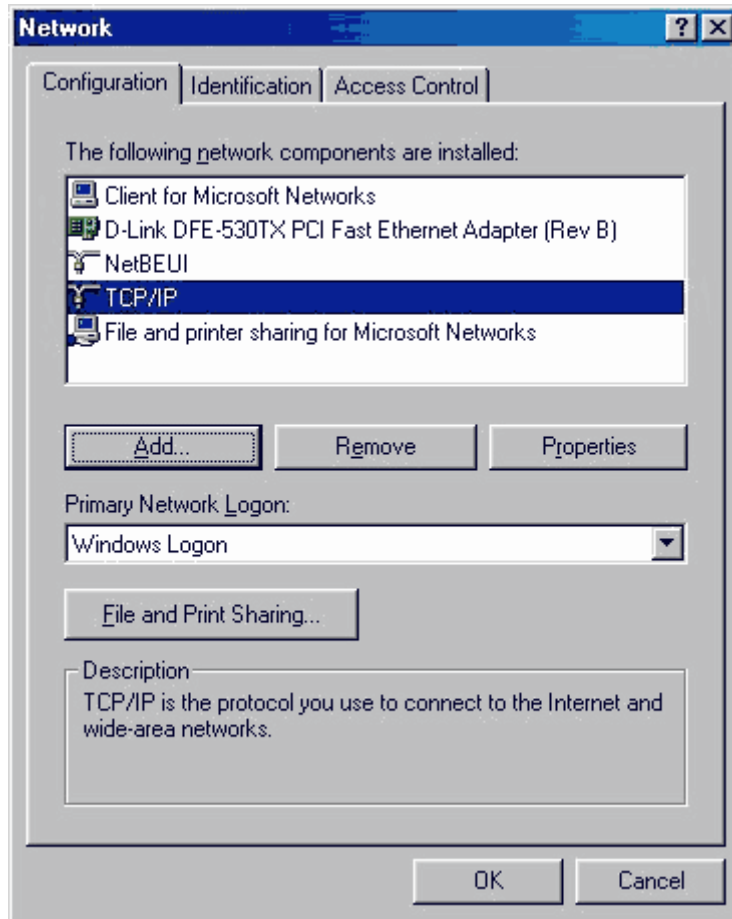 Network
Configuration
Identification
Access Control
The following network components are installed:
Client for Microsoft Networks
D-Link DFE-530TX PCI Fast Ethernet Adapter (Rev B)
NetBEUI
TCP/IP
File and printer sharing for Microsoft Networks
Add...
Remove
Properties
Primary Network Logon:
Windows Logon
File and Print Sharing...
Description
TCP/IP is the protocol you use to connect to the Internet and
wide-area networks.
OK
Cancel